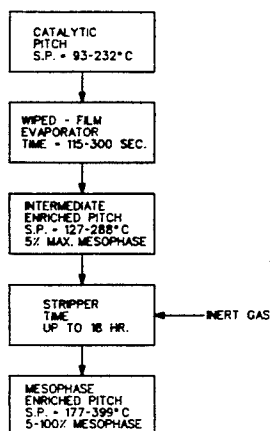 CATALYTIC
PITCH
S.P. = 93-232°C
WIPED - FILM
EVAPORATOR
TIME = 115-300 SEC.
INTERMEDIATE
ENRICHED PITCH
S.P. = 127-288°C
5% MAX. MESOPHASE
STRIPPER
TIME
UP TO 18 HR.
INERT GAS
MESOPHASE
ENRICHED PITCH
S.P. = 177-399°C
5-100% MESOPHASE